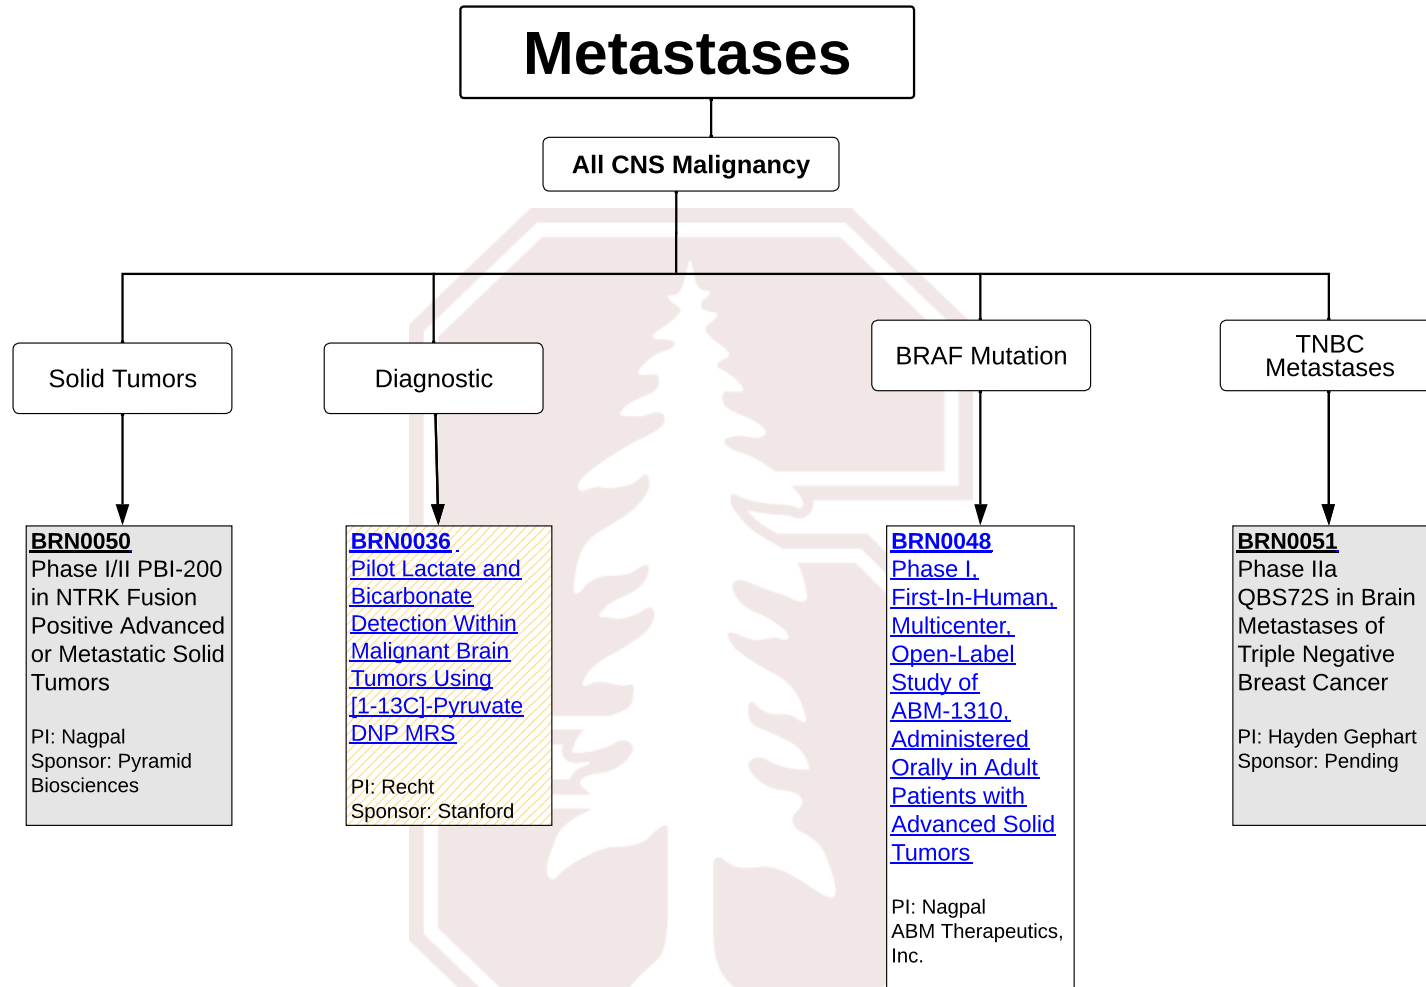 Metastases
All CNS Malignancy
Solid Tumors
Diagnostic
BRAF Mutation
TNBC
Metastases
BRN0050
Phase I/II PBI-200
in NTRK Fusion
Positive Advanced
or Metastatic Solid
Tumors
PI: Nagpal
Sponsor: Pyramid
Biosciences
BRN0036
Pilot Lactate and
Bicarbonate
Detection Within
Malignant Brain
Tumors Using
[1-13C]-Pyruvate
DNP MRS
PI: Recht
Sponsor: Stanford
BRN0048
Phase I,
First-In-Human,
Multicenter,
Open-Label
Study of
ABM-1310,
Administered
Orally in Adult
Patients with
Advanced Solid
Tumors
PI: Nagpal
ABM Therapeutics,
Inc.
BRN0051
Phase IIa
QBS72S in Brain
Metastases of
Triple Negative
Breast Cancer
PI: Hayden Gephart
Sponsor: Pending